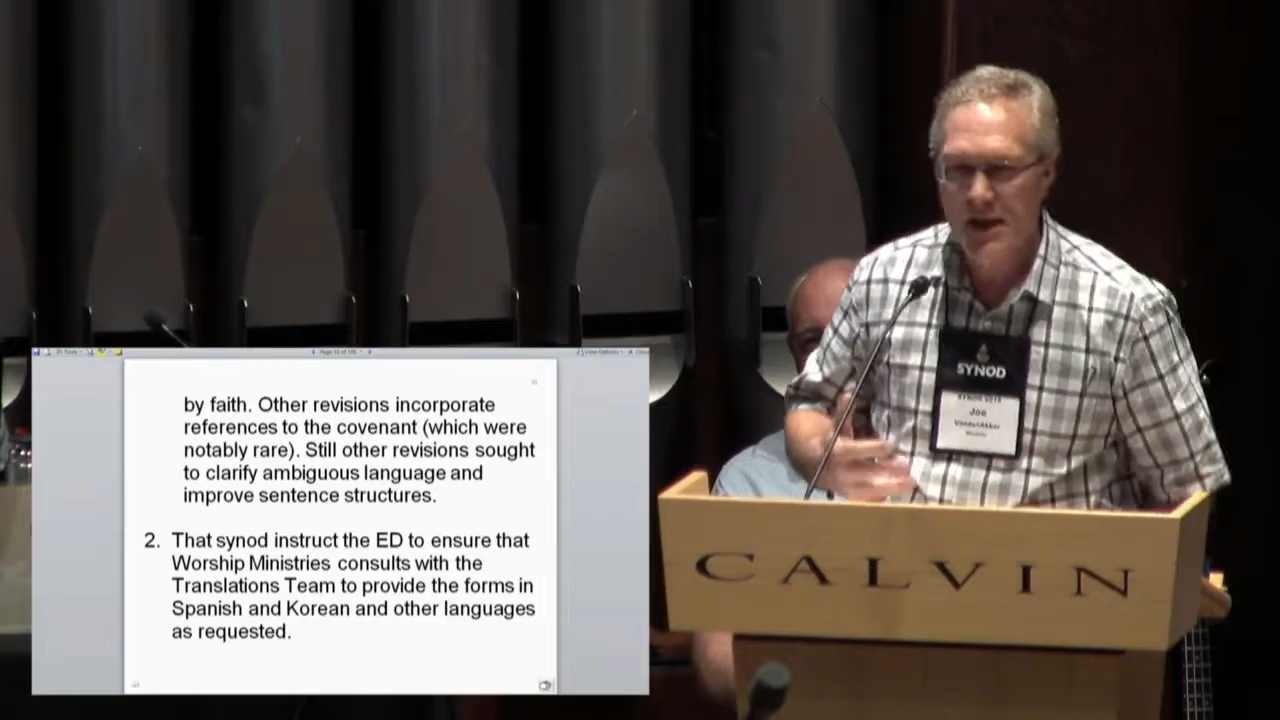 by faith. Other revisions incorporate
references to the covenant (which were
notably rare). Still other revisions sought
to clarify ambiguous language and
improve sentence structures.
2. That synod instruct the ED to ensure that
Worship Ministries consults with the
Translations Team to provide the forms in
Spanish and Korean and other languages
as requested.
SYNOD
Joe
VandenAkker
CALVIN